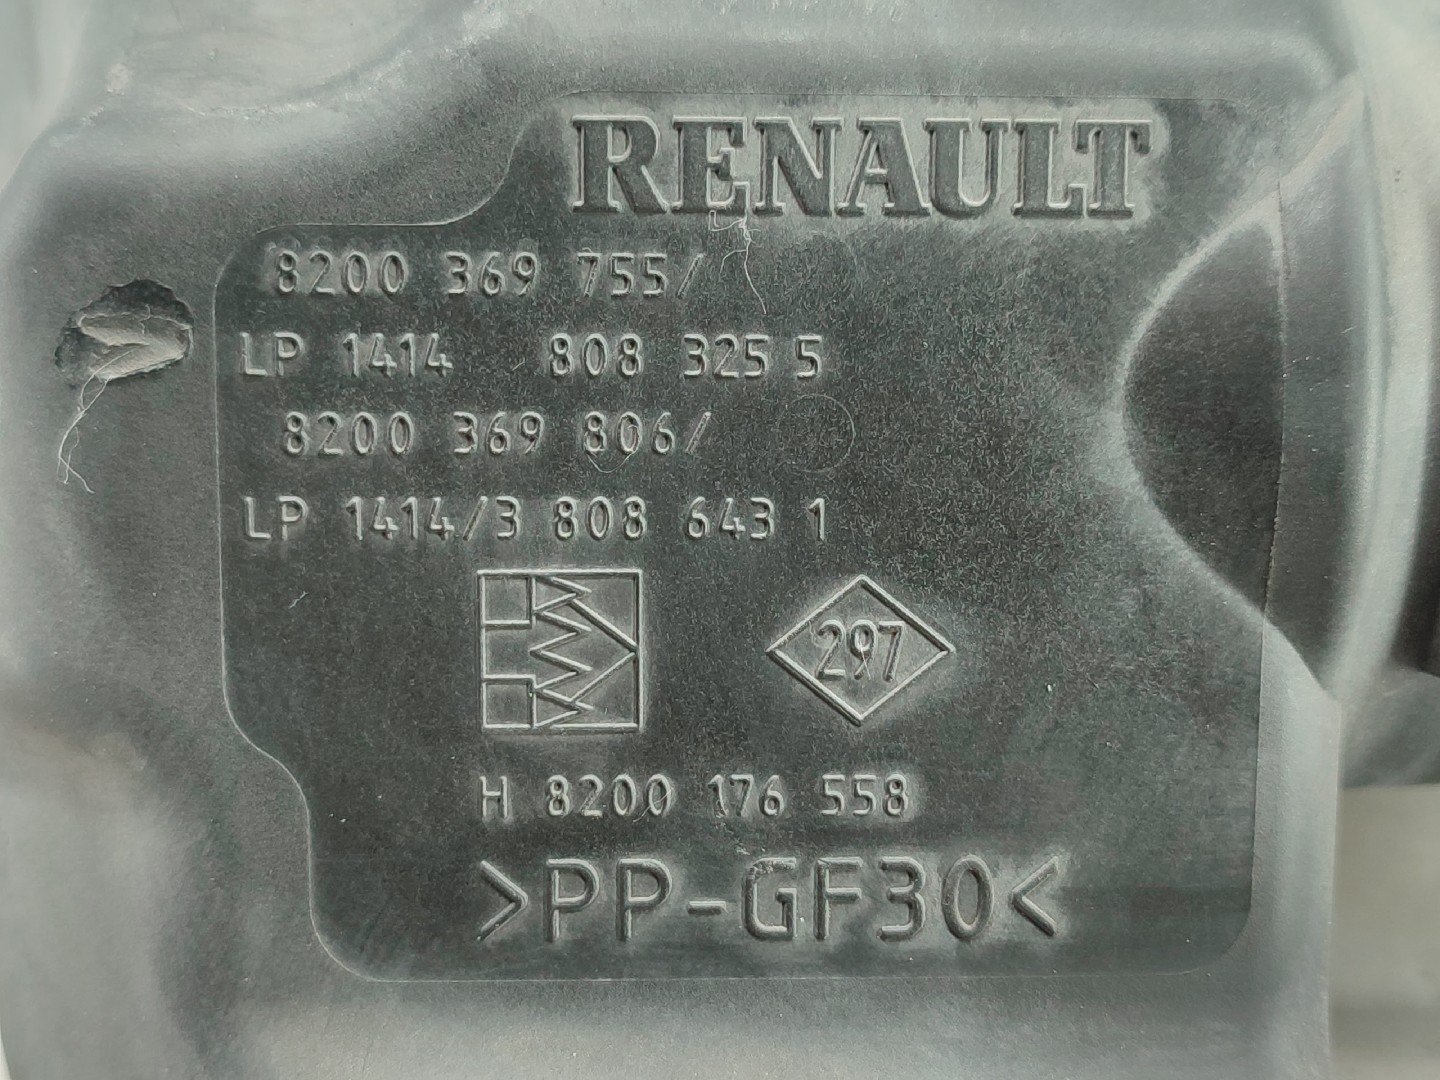 RENAULT
8200 369 755/
LP 1414 808 325 5
8200 369 806/
LP 1414/3 808 643 1
297
H 8200 176 558
>PP-GF30<